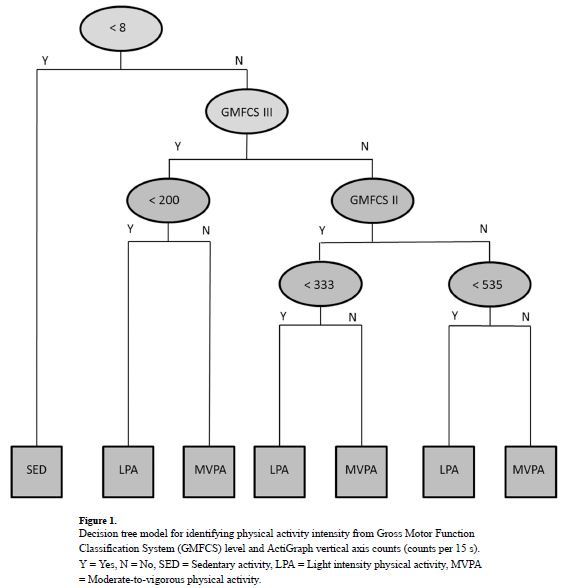 < 8
Y N
GMFCS III
Y N
< 200 GMFCS II
Y N Y N
< 333 < 535
Y N Y N
SED LPA MVPA LPA MVPA LPA MVPA
Figure 1.
Decision tree model for identifying physical activity intensity from Gross Motor Function
Classification System (GMFCS) level and ActiGraph vertical axis counts (counts per 15 s).
Y = Yes, N = No, SED = Sedentary activity, LPA = Light intensity physical activity, MVPA
= Moderate-to-vigorous physical activity.